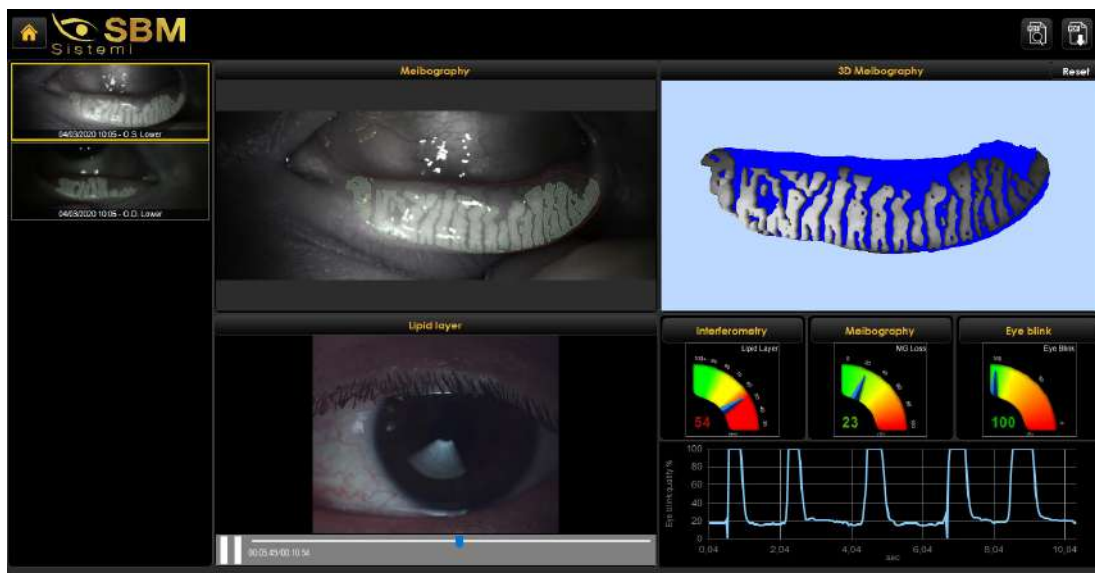 SBM
Sistemi
04/03/2020 10:05 - O.S. Lower
04/03/2020 10:05 - O.D. Lower
Meibography
3D Meibography
Reset
Lipid layer
00:05.49/00:10.54
Interferometry
Meibography
Eye blink
Lipid Layer
54
MG Loss
23
Eye Blink
100
Eye Blink quality %
100
80
60
40
20
0
0,04
2,04
4,04
6,04
8,04
10,04
sec